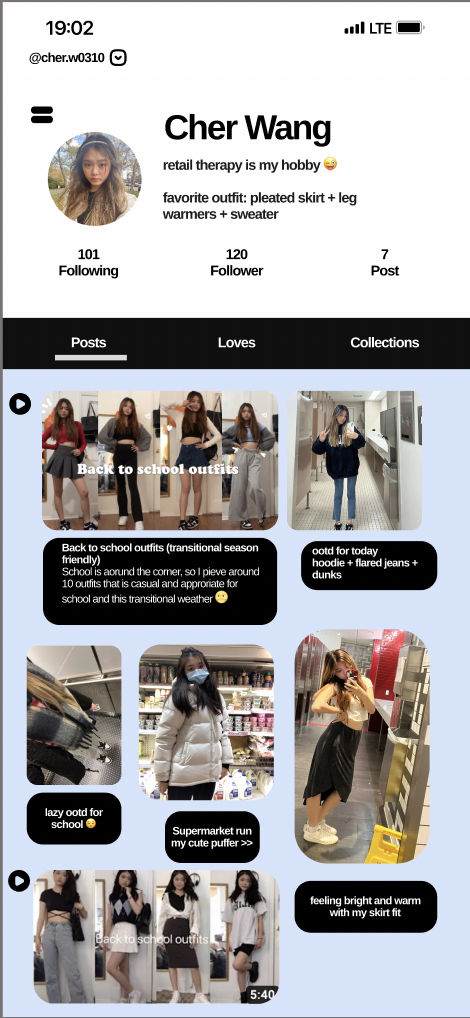 19:02
LTE
@cher.w0310
Cher Wang
retail therapy is my hobby 😜
favorite outfit: pleated skirt + leg
warmers + sweater
101
Following
120
Follower
7
Post
Posts
Loves
Collections
Back to school outfits
Back to school outfits (transitional season
friendly)
School is aorund the corner, so I pieve around
10 outfits that is casual and approriate for
school and this transitional weather 😬
ootd for today
hoodie + flared jeans +
dunks
lazy ootd for
school 😑
Supermarket run
my cute puffer >>
feeling bright and warm
with my skirt fit
Back to school outfits
5:40